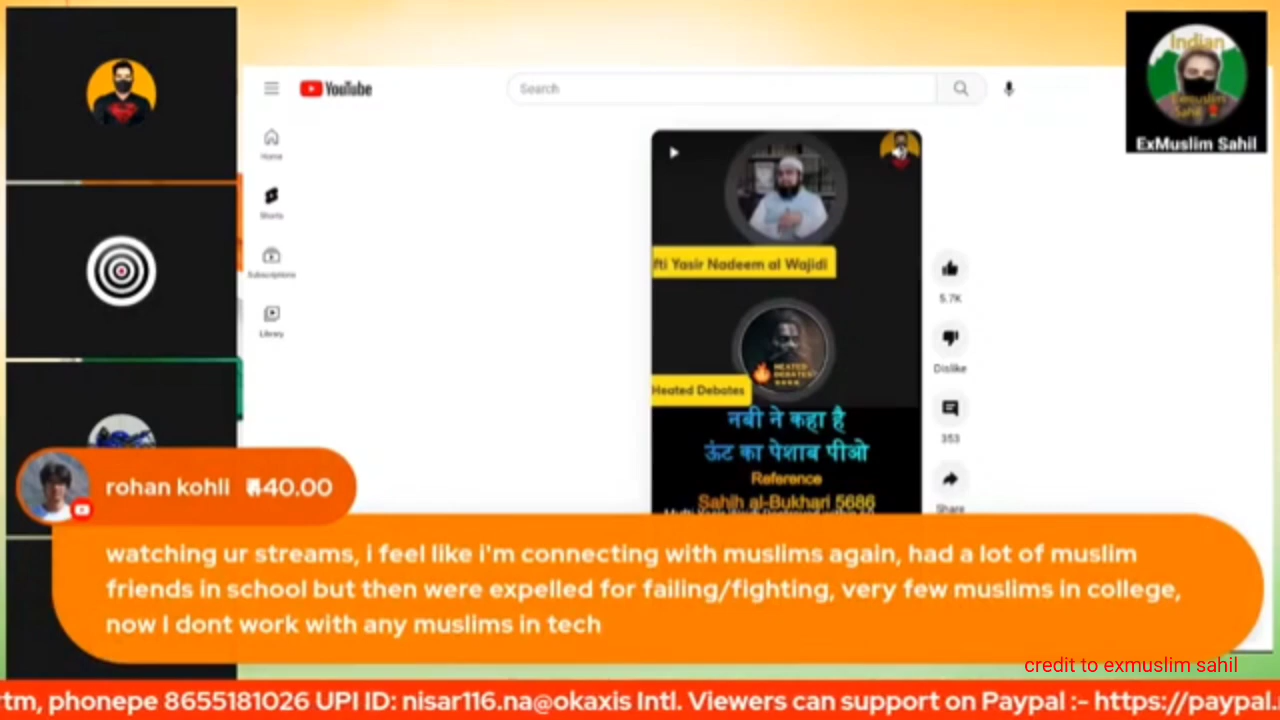 YouTube
Search
Home
Shorts
Subscriptions
Library
Indian
Exmuslim
Sahil
ExMuslim Sahil
fti Yasir Nadeem al Wajidi
HEATED
DEBATES
Heated Debates
नबी ने कहा है
ऊंट का पेशाब पीओ
Reference
Sahih al-Bukhari 5686
5.7K
Dislike
353
Share
rohan kohli ₹40.00
watching ur streams, i feel like i'm connecting with muslims again, had a lot of muslim
friends in school but then were expelled for failing/fighting, very few muslims in college,
now I dont work with any muslims in tech
credit to exmuslim sahil
rtm, phonepe 8655181026 UPI ID: nisar116.na@okaxis Intl. Viewers can support on Paypal :- https://paypal.